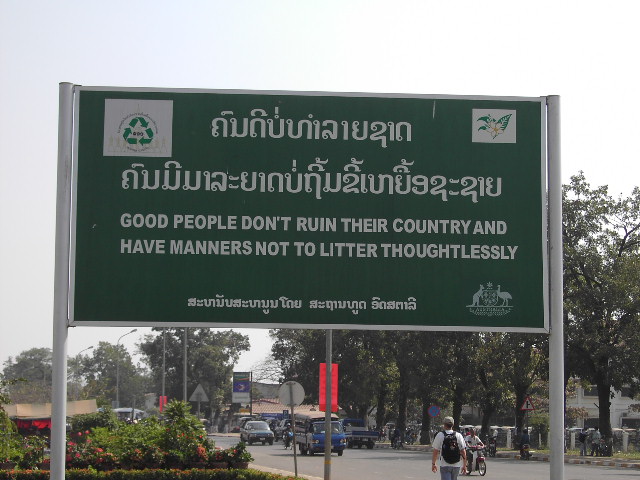 ຄົນດີບໍ່ທຳລາຍຊາດ
ຄົນມີມາລະຍາດບໍ່ຖິ້ມຂີ້ເຫຍື້ອຊະຊາຍ
GOOD PEOPLE DON'T RUIN THEIR COUNTRY AND
HAVE MANNERS NOT TO LITTER THOUGHTLESSLY
ສະໜັບສະໜູນໂດຍ ສະຖານທູດ ອົດສຕາລີ
AUSTRALIA